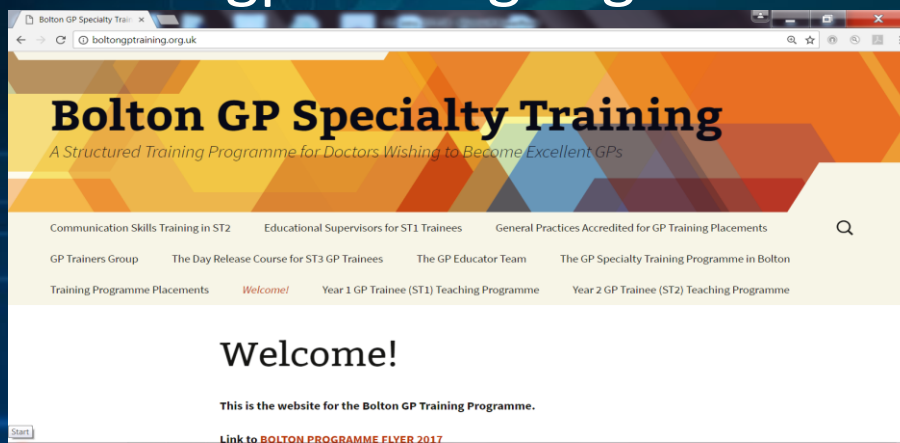 Bolton GP Specialty Train ×
boltongptraining.org.uk
Bolton GP Specialty Training
A Structured Training Programme for Doctors Wishing to Become Excellent GPs
Communication Skills Training in ST2 Educational Supervisors for ST1 Trainees General Practices Accredited for GP Training Placements
GP Trainers Group The Day Release Course for ST3 GP Trainees The GP Educator Team The GP Specialty Training Programme in Bolton
Training Programme Placements Welcome! Year 1 GP Trainee (ST1) Teaching Programme Year 2 GP Trainee (ST2) Teaching Programme
Welcome!
This is the website for the Bolton GP Training Programme.
Start
Link to BOLTON PROGRAMME FLYER 2017